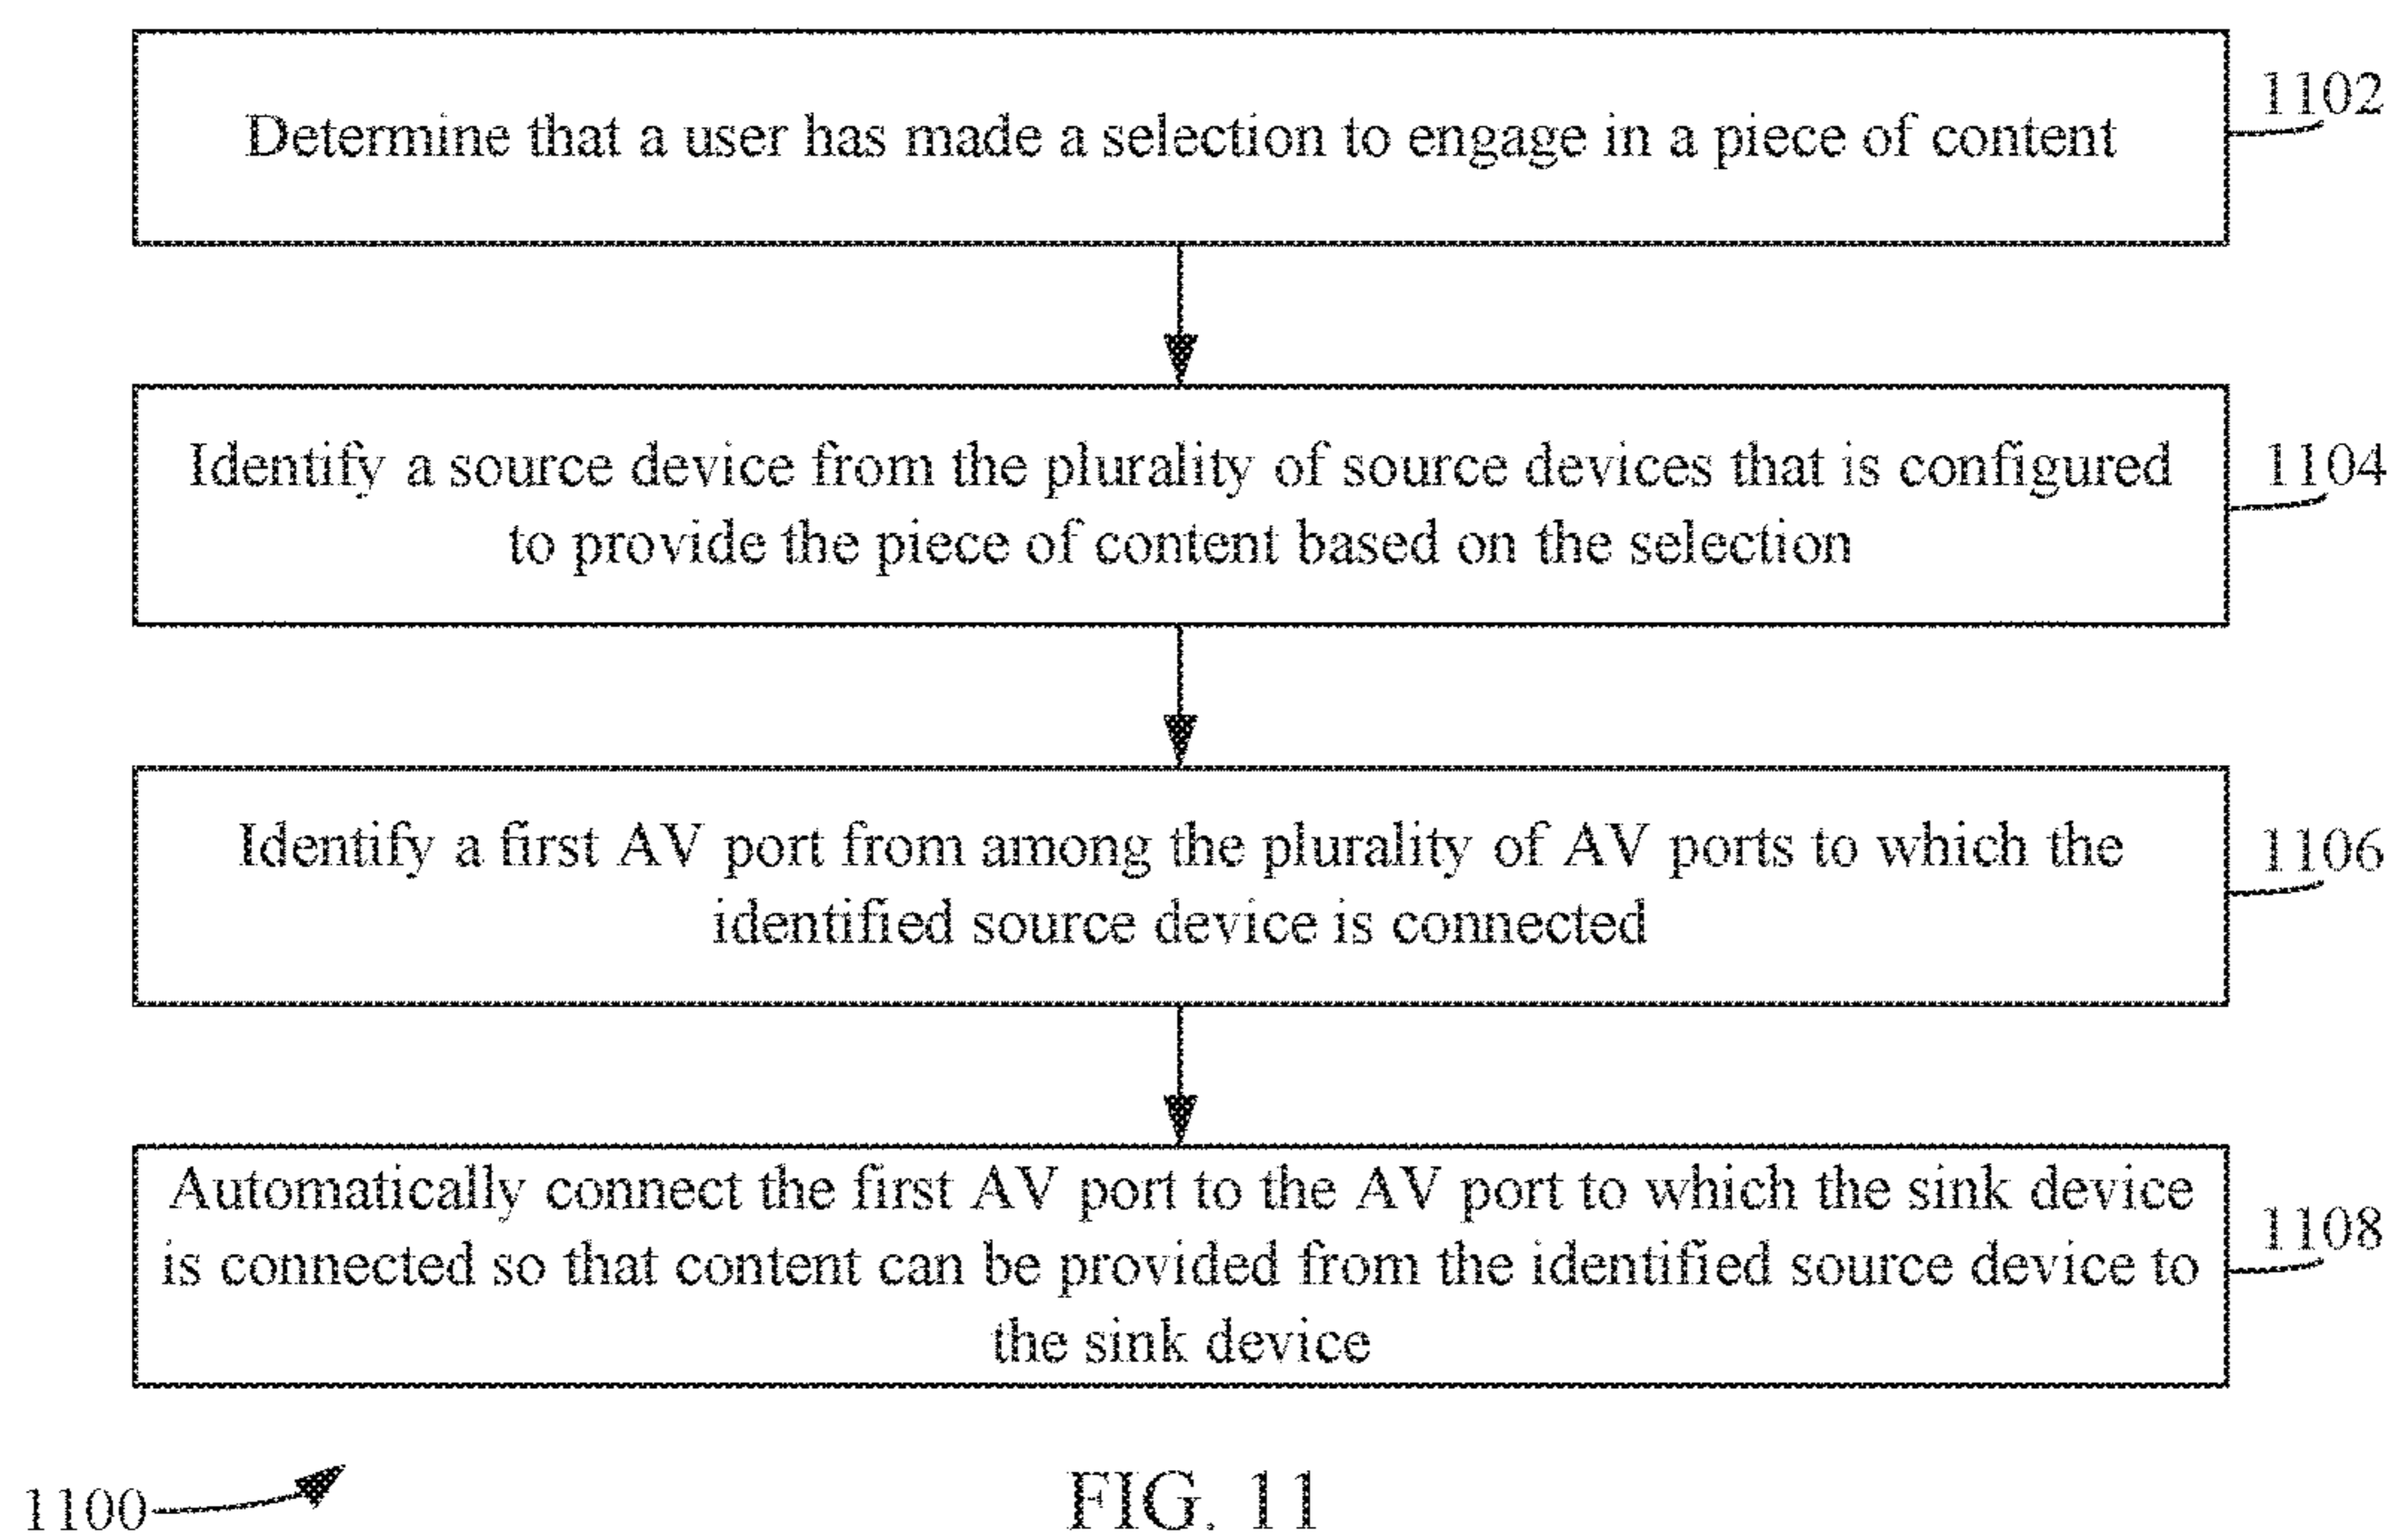 Determine that a user has made a selection to engage in a piece of content
1102
Identify a source device from the plurality of source devices that is configured
to provide the piece of content based on the selection
1104
Identify a first AV port from among the plurality of AV ports to which the
identified source device is connected
1106
Automatically connect the first AV port to the AV port to which the sink device
is connected so that content can be provided from the identified source device to
the sink device
1108
1100
FIG. 11